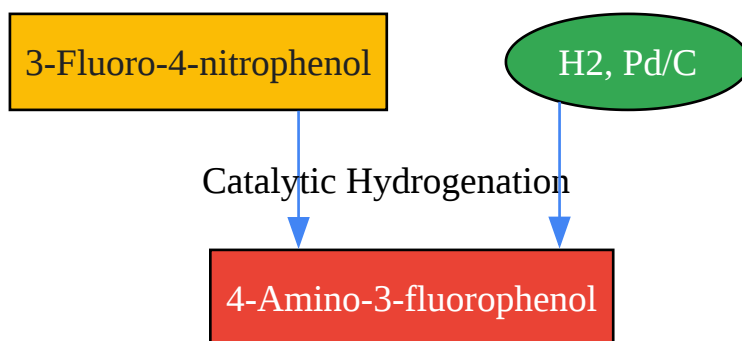 3-Fluoro-4-nitrophenol
H2, Pd/C
Catalytic Hydrogenation
4-Amino-3-fluorophenol